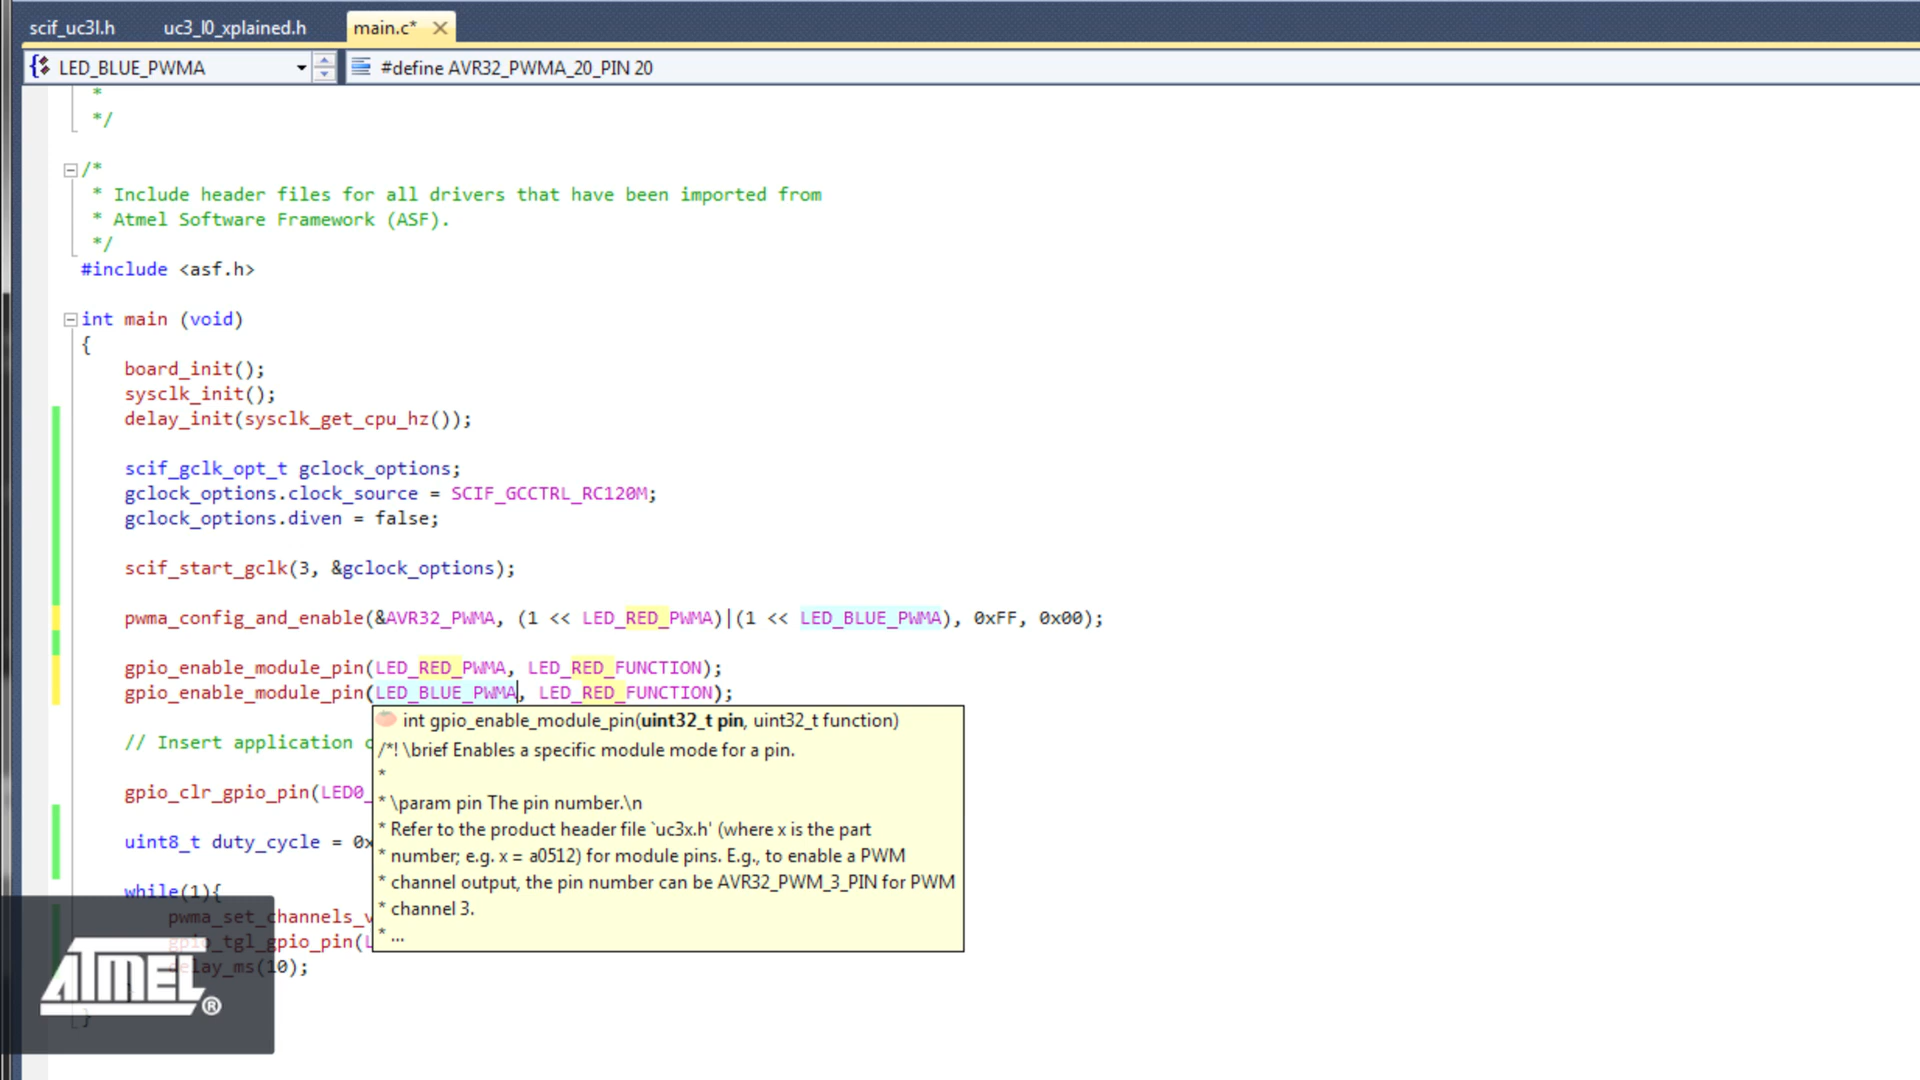 scif_uc3l.h uc3_l0_xplained.h main.c*
LED_BLUE_PWMA #define AVR32_PWMA_20_PIN 20
*
*/
/*
* Include header files for all drivers that have been imported from
* Atmel Software Framework (ASF).
*/
#include <asf.h>
int main (void)
{
board_init();
sysclk_init();
delay_init(sysclk_get_cpu_hz());
scif_gclk_opt_t gclock_options;
gclock_options.clock_source = SCIF_GCCTRL_RC120M;
gclock_options.diven = false;
scif_start_gclk(3, &gclock_options);
pwma_config_and_enable(&AVR32_PWMA, (1 << LED_RED_PWMA)|(1 << LED_BLUE_PWMA), 0xFF, 0x00);
gpio_enable_module_pin(LED_RED_PWMA, LED_RED_FUNCTION);
gpio_enable_module_pin(LED_BLUE_PWMA, LED_RED_FUNCTION);
int gpio_enable_module_pin(uint32_t pin, uint32_t function)
/*! \brief Enables a specific module mode for a pin.
*
* \param pin The pin number.\n
* Refer to the product header file `uc3x.h' (where x is the part
* number; e.g. x = a0512) for module pins. E.g., to enable a PWM
* channel output, the pin number can be AVR32_PWM_3_PIN for PWM
* channel 3.
* ...
// Insert application c
gpio_clr_gpio_pin(LED0_
uint8_t duty_cycle = 0x
while(1){
pwma_set_channels_v
gpio_tgl_gpio_pin(L
delay_ms(10);
}
ATMEL®